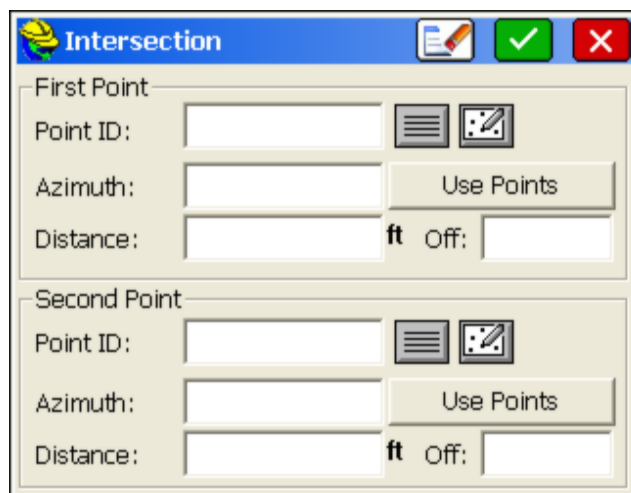 Intersection
First Point
Point ID:
Azimuth: Use Points
Distance: ft Off:
Second Point
Point ID:
Azimuth: Use Points
Distance: ft Off: